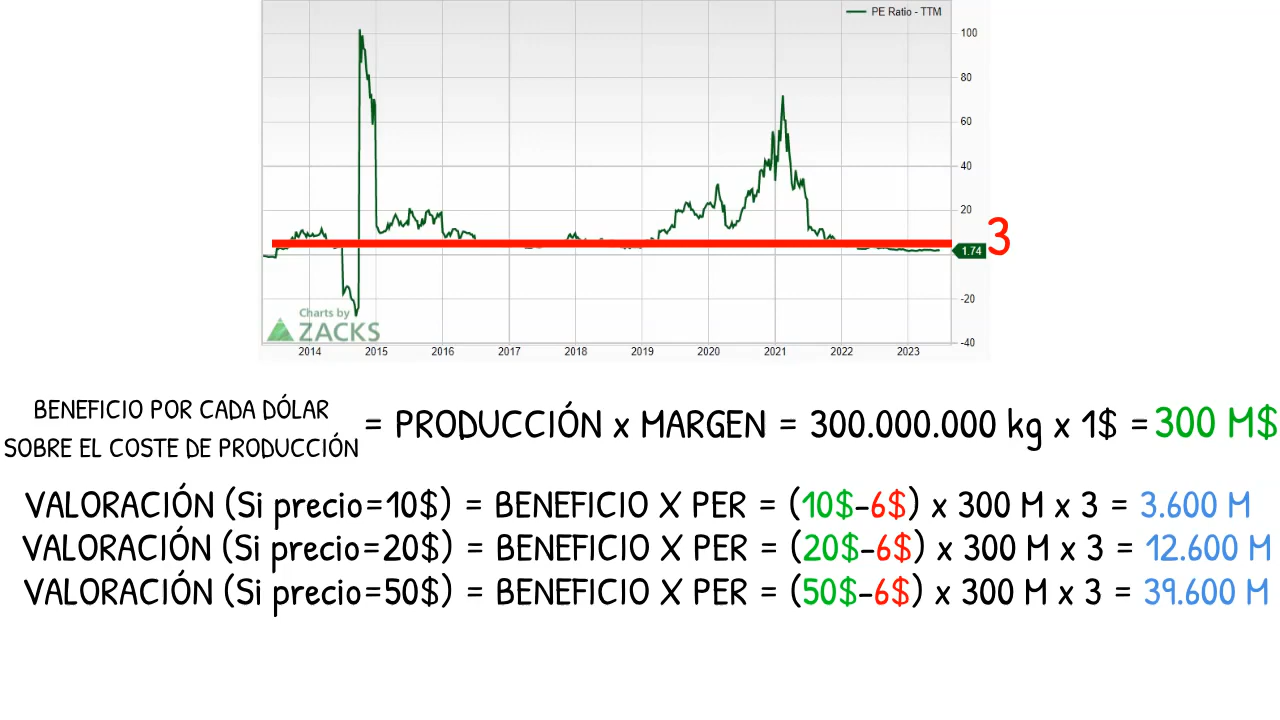 PE Ratio - TTM
100
80
60
40
20
3
1.74
-20
-40
Charts by
ZACKS
2014 2015 2016 2017 2018 2019 2020 2021 2022 2023
BENEFICIO POR CADA DÓLAR
SOBRE EL COSTE DE PRODUCCIÓN
= PRODUCCIÓN x MARGEN = 300.000.000 kg x 1$ = 300 M$
VALORACIÓN (Si precio=10$) = BENEFICIO X PER = (10$-6$) x 300 M x 3 = 3.600 M
VALORACIÓN (Si precio=20$) = BENEFICIO X PER = (20$-6$) x 300 M x 3 = 12.600 M
VALORACIÓN (Si precio=50$) = BENEFICIO X PER = (50$-6$) x 300 M x 3 = 39.600 M